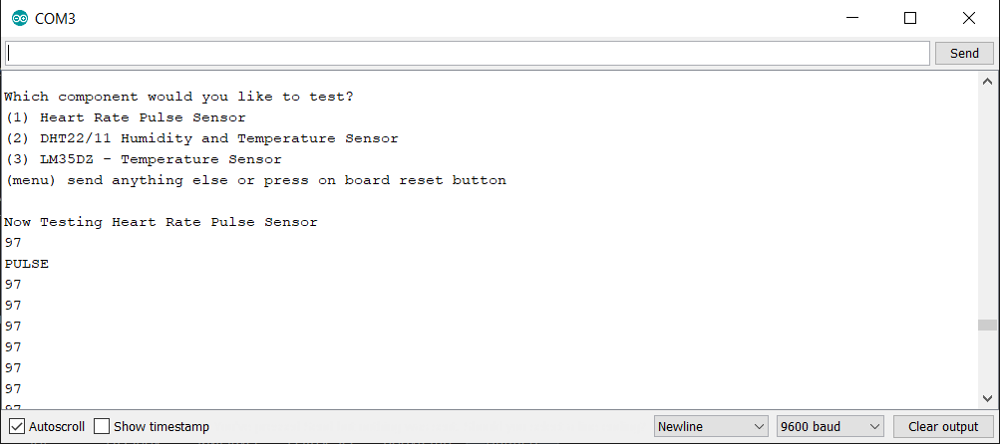 COM3
Send
Which component would you like to test?
(1) Heart Rate Pulse Sensor
(2) DHT22/11 Humidity and Temperature Sensor
(3) LM35DZ - Temperature Sensor
(menu) send anything else or press on board reset button
Now Testing Heart Rate Pulse Sensor
97
PULSE
97
97
97
97
97
97
97
Autoscroll Show timestamp Newline 9600 baud Clear output